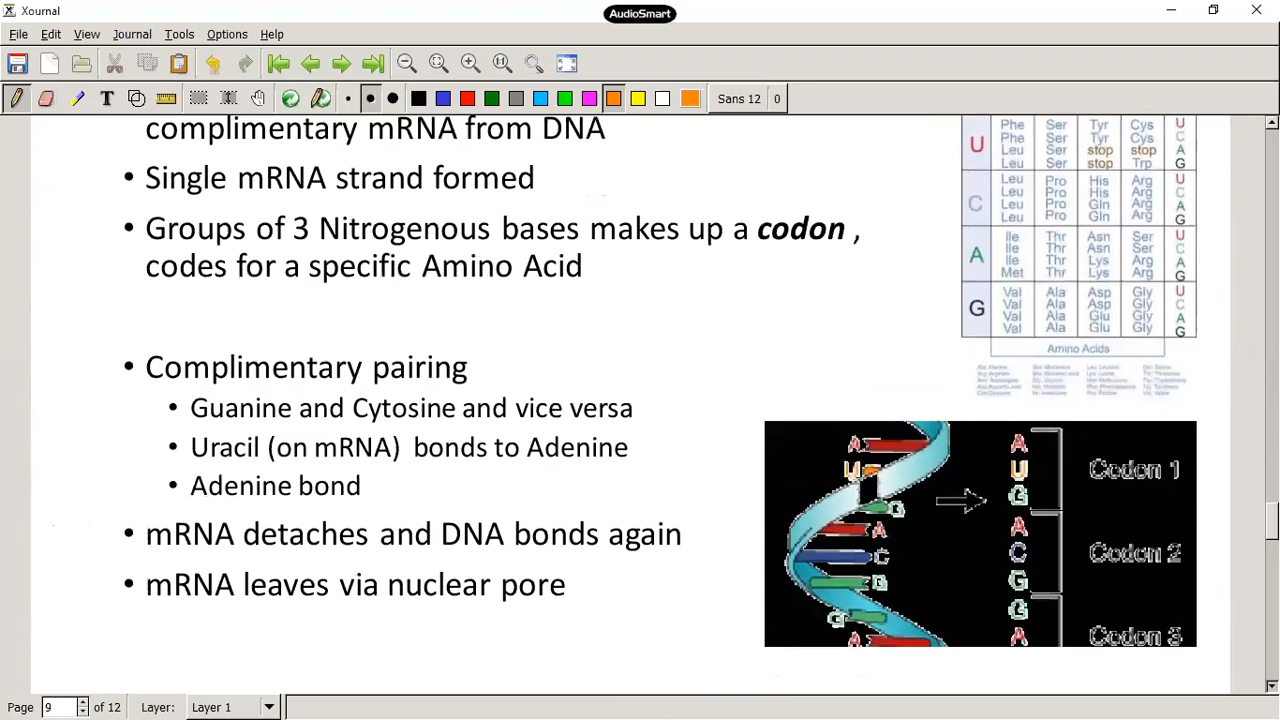 Xournal
AudioSmart
File Edit View Journal Tools Options Help
Sans 12 0
complimentary mRNA from DNA
• Single mRNA strand formed
• Groups of 3 Nitrogenous bases makes up a codon ,
codes for a specific Amino Acid
• Complimentary pairing
• Guanine and Cytosine and vice versa
• Uracil (on mRNA) bonds to Adenine
• Adenine bond
• mRNA detaches and DNA bonds again
• mRNA leaves via nuclear pore
U Phe Ser Tyr Cys U
Phe Ser Tyr Cys C
Leu Ser stop stop A
Leu Ser stop Trp G
C Leu Pro His Arg U
Leu Pro His Arg C
Leu Pro Gln Arg A
Leu Pro Gln Arg G
A Ile Thr Asn Ser U
Ile Thr Asn Ser C
Ile Thr Lys Arg A
Met Thr Lys Arg G
G Val Ala Asp Gly U
Val Ala Asp Gly C
Val Ala Glu Gly A
Val Ala Glu Gly G
Amino Acids
A
U
G
A
C
G
G
A
A
U
G
A
C
G
G
A
Codon 1
Codon 2
Codon 3
Page 9 of 12 Layer: Layer 1